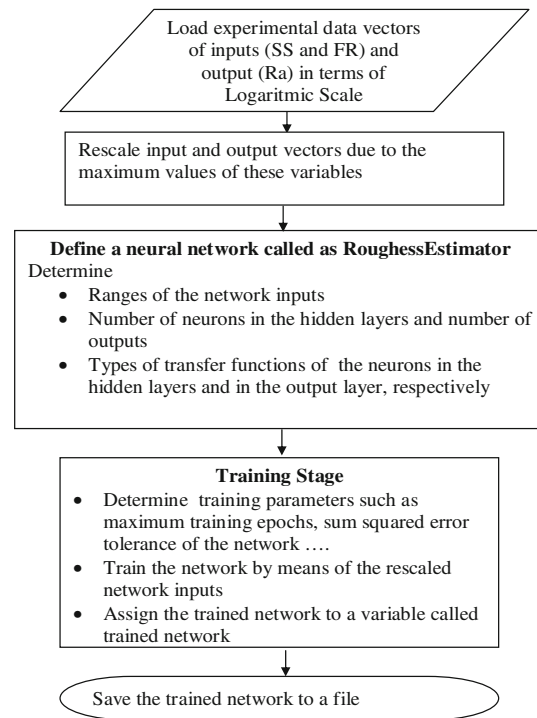 Load experimental data vectors
of inputs (SS and FR) and
output (Ra) in terms of
Logaritmic Scale
Rescale input and output vectors due to the
maximum values of these variables
Define a neural network called as RoughessEstimator
Determine
• Ranges of the network inputs
• Number of neurons in the hidden layers and number of
outputs
• Types of transfer functions of the neurons in the
hidden layers and in the output layer, respectively
Training Stage
• Determine training parameters such as
maximum training epochs, sum squared error
tolerance of the network ….
• Train the network by means of the rescaled
network inputs
• Assign the trained network to a variable called
trained network
Save the trained network to a file